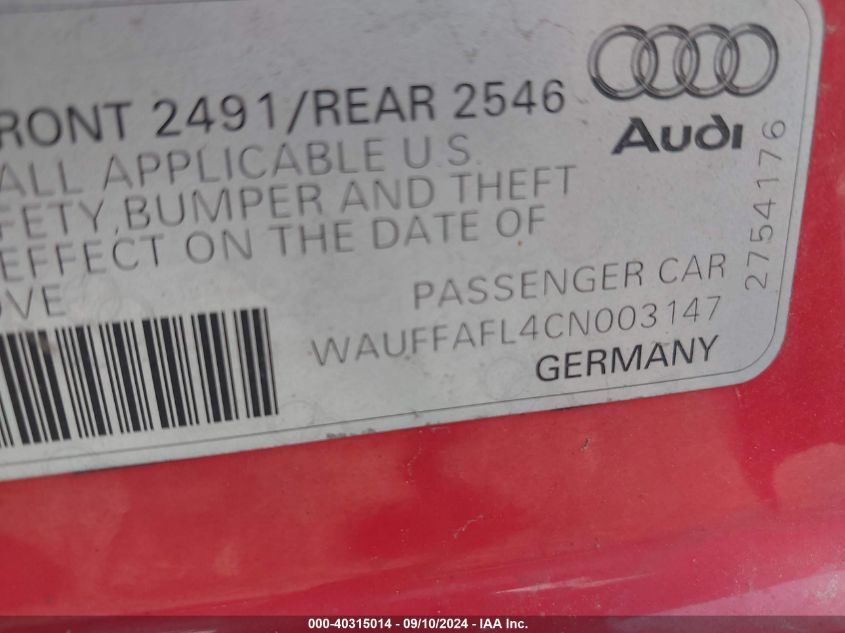 RONT 2491/REAR 2546
ALL APPLICABLE U.S.
FETY, BUMPER AND THEFT
EFFECT ON THE DATE OF
OVE
PASSENGER CAR
WAUFFAFL4CN003147
GERMANY
Audi
2754176
000-40315014 - 09/10/2024 - IAA Inc.